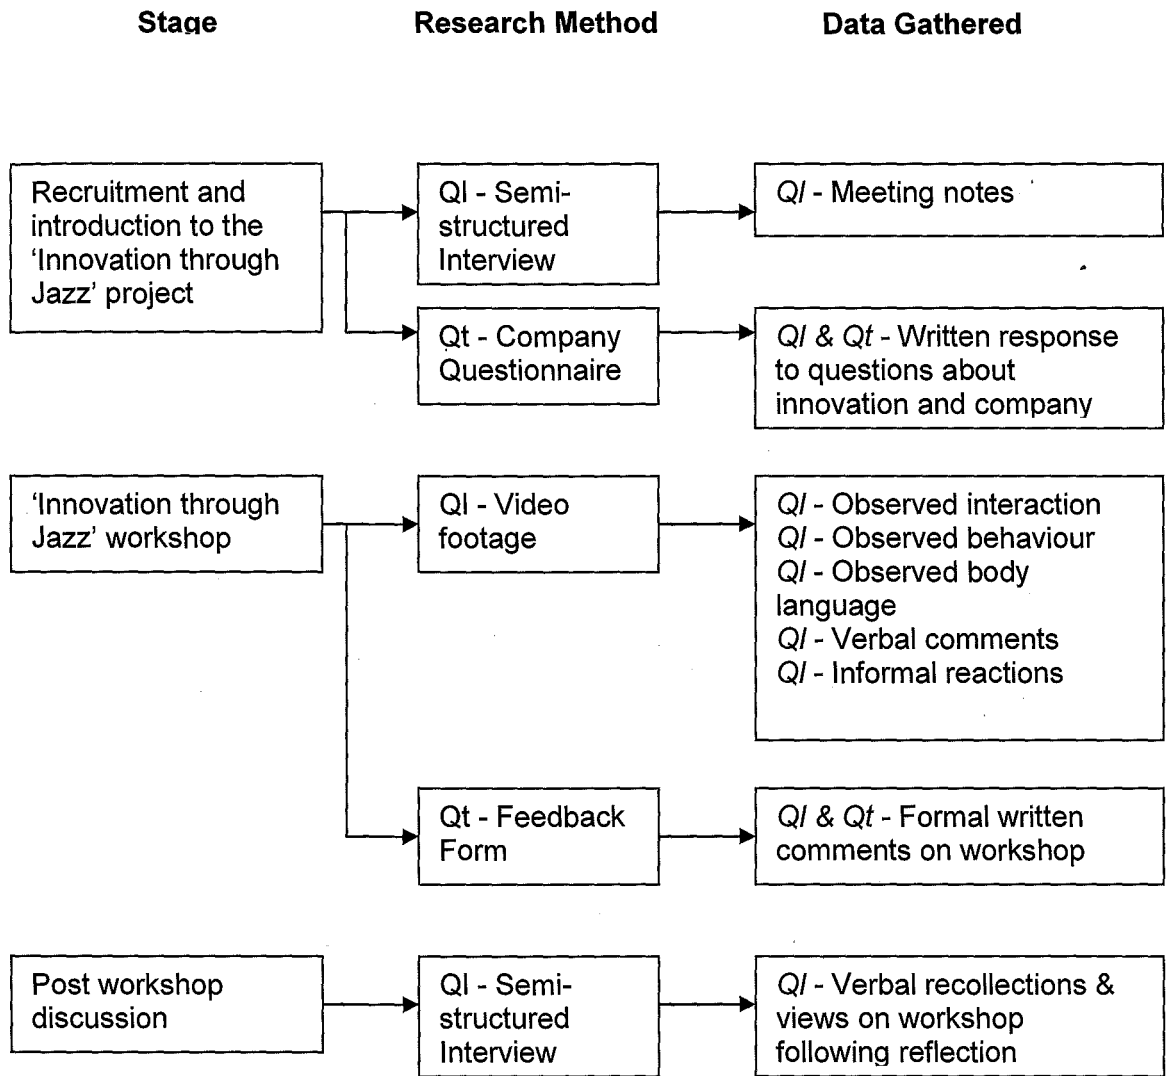 Stage Research Method Data Gathered
Recruitment and
introduction to the
‘Innovation through
Jazz’ project
Ql - Semi-
structured
Interview
Ql - Meeting notes
Qt - Company
Questionnaire
Ql & Qt - Written response
to questions about
innovation and company
‘Innovation through
Jazz’ workshop
Ql - Video
footage
Ql - Observed interaction
Ql - Observed behaviour
Ql - Observed body
language
Ql - Verbal comments
Ql - Informal reactions
Qt - Feedback
Form
Ql & Qt - Formal written
comments on workshop
Post workshop
discussion
Ql - Semi-
structured
Interview
Ql - Verbal recollections &
views on workshop
following reflection